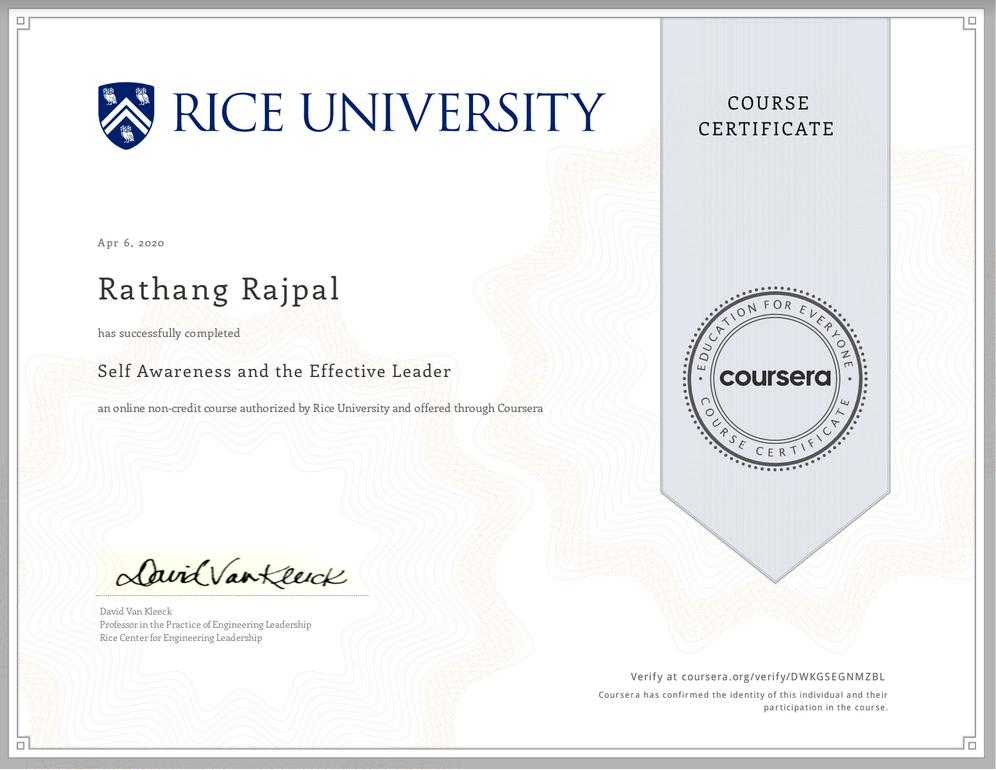 RICE UNIVERSITY
COURSE
CERTIFICATE
Apr 6, 2020
Rathang Rajpal
has successfully completed
Self Awareness and the Effective Leader
an online non-credit course authorized by Rice University and offered through Coursera
EDUCATION FOR EVERYONE
coursera
COURSE CERTIFICATE
David Van Kleeck
David Van Kleeck
Professor in the Practice of Engineering Leadership
Rice Center for Engineering Leadership
Verify at coursera.org/verify/DWKGSEGNMZBL
Coursera has confirmed the identity of this individual and their
participation in the course.